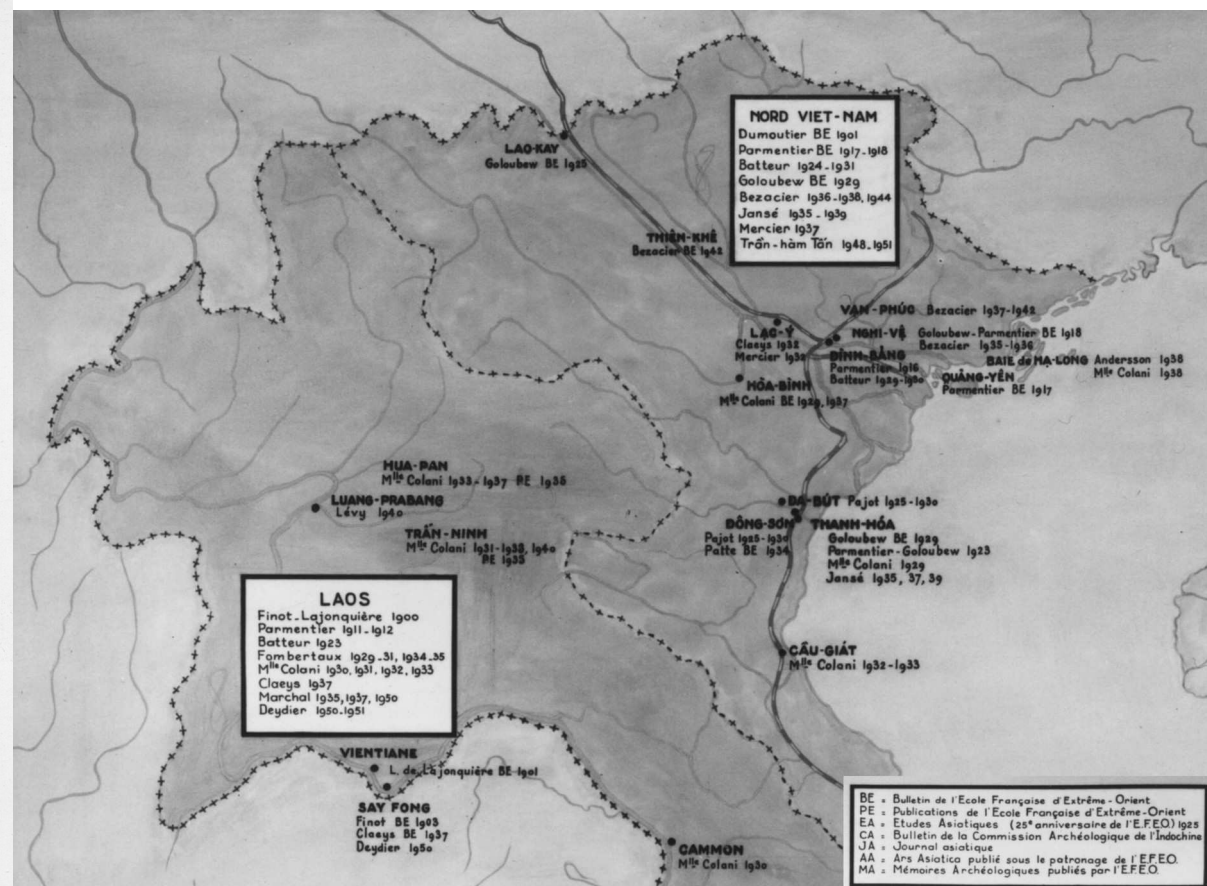 LAO-KAY
Goloubew BE 1925
NORD VIET-NAM
Dumoutier BE 1901
Parmentier BE 1917-1918
Batteur 1924-1931
Goloubew BE 1929
Bezacier 1936-1938, 1944
Jansé 1935-1939
Mercier 1937
Trấn-hàm Tấn 1948-1951
THIÊN-KHÊ
Bezacier BE 1942
VẠN-PHÚC Bezacier 1937-1942
LẠC-Ý
Claeys 1932
Mercier 1932
NGHI-VỆ Goloubew-Parmentier BE 1918
Bezacier 1935-1936
ĐÌNH-BẢNG
Parmentier 1916
Batteur 1929-1930
BAIE de HẠ-LONG Andersson 1938
Mlle Colani 1938
QUẢNG-YÊN
Parmentier BE 1917
HÒA-BÌNH
Mlle Colani BE 1929, 1937
HUA-PAN
Mlle Colani 1933-1937 PE 1935
LUANG-PRABANG
Lévy 1940
TRẤN-NINH
Mlle Colani 1931-1938, 1940
PE 1935
DA-BÚT Pajot 1925-1930
ĐÔNG-SƠN
Pajot 1925-1930
Patte BE 1934
THANH-HÓA
Goloubew BE 1929
Parmentier-Goloubew 1923
Mlle Colani 1929
Jansé 1935, 37, 39
LAOS
Finot-Lajonquière 1900
Parmentier 1911-1912
Batteur 1923
Fombertaux 1929-31, 1934-35
Mlle Colani 1930, 1931, 1932, 1933
Claeys 1937
Marchal 1935, 1937, 1950
Deydier 1950-1951
CÂU-GIÁT
Mlle Colani 1932-1933
VIENTIANE
L. de Lajonquière BE 1901
SAY FONG
Finot BE 1903
Claeys BE 1937
Deydier 1950
CAMMON
Mlle Colani 1930
BE = Bulletin de l'Ecole Française d'Extrême-Orient
PE = Publications de l'Ecole Française d'Extrême-Orient
EA = Etudes Asiatiques (25e anniversaire de l'E.F.E.O.) 1925
CA = Bulletin de la Commission Archéologique de l'Indochine
JA = Journal asiatique
AA = Ars Asiatica publié sous le patronage de l'E.F.E.O.
MA = Mémoires Archéologiques publiés par l'E.F.E.O.